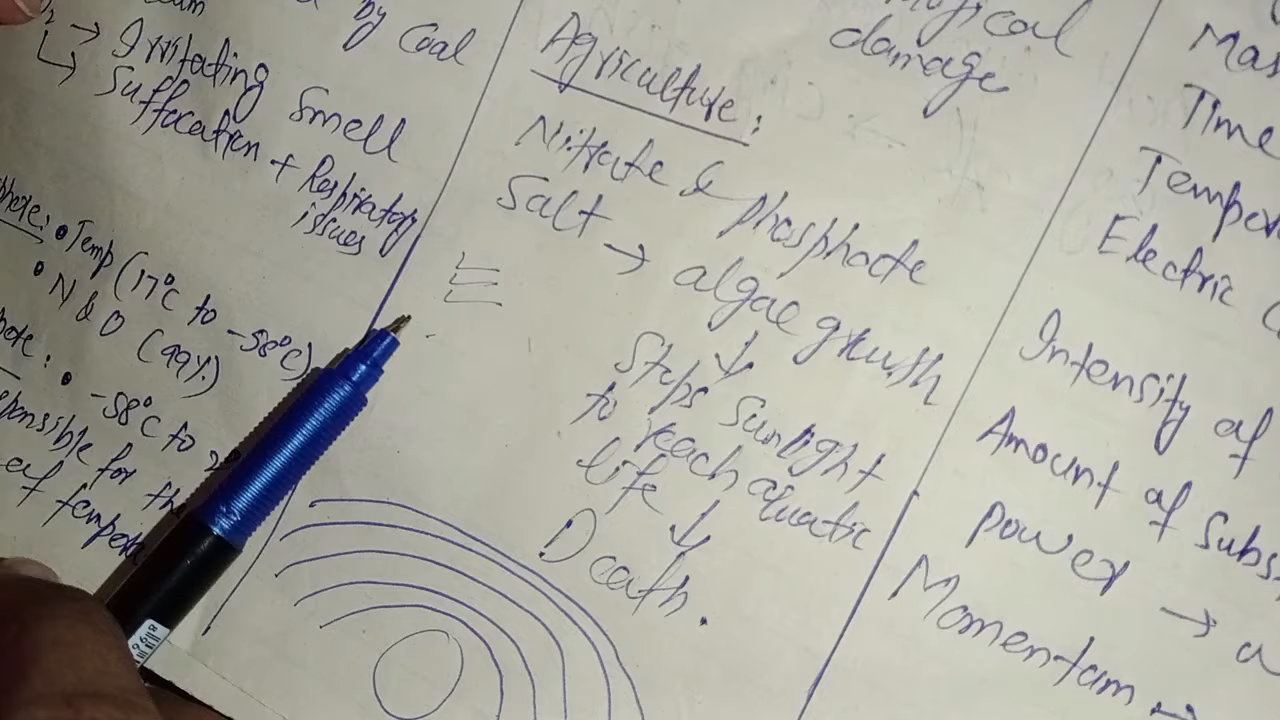 by Coal
→ Irritating Smell
Suffocation + Respiratory
issues
• Temp (17°C to -58°C)
• N & O (99%)
• -58°C to
for the
of tempera
Agriculture:
Nitrate & phosphate
Salt → algae growth
↓
Stops Sunlight
to reach aquatic
life ↓
Death.
damage
Mas
Time
Tempera
Electric
Intensity of
Amount of Subs
Power →
Momentum →